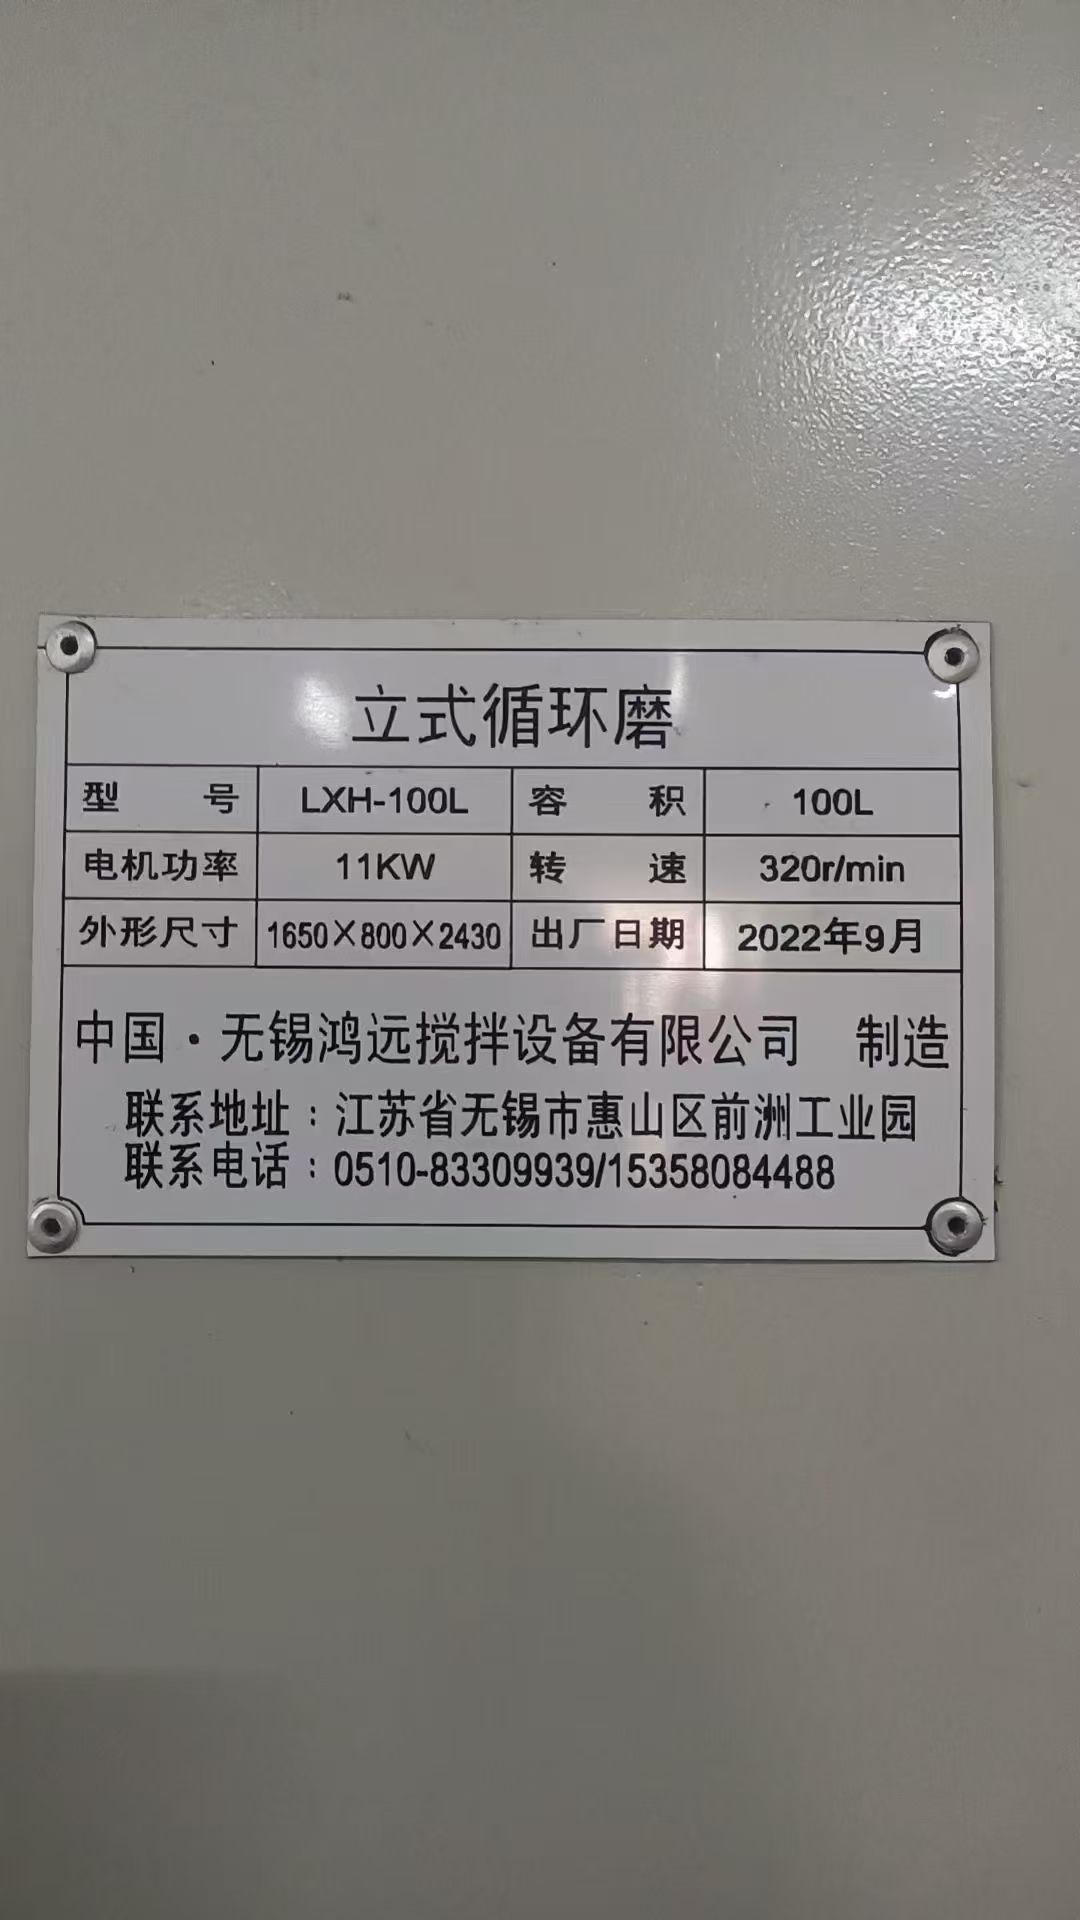 立式循环磨
型号 LXH-100L 容积 100L
电机功率 11KW 转速 320r/min
外形尺寸 1650×800×2430 出厂日期 2022年9月
中国·无锡鸿远搅拌设备有限公司 制造
联系地址：江苏省无锡市惠山区前洲工业园
联系电话：0510-83309939/15358084488